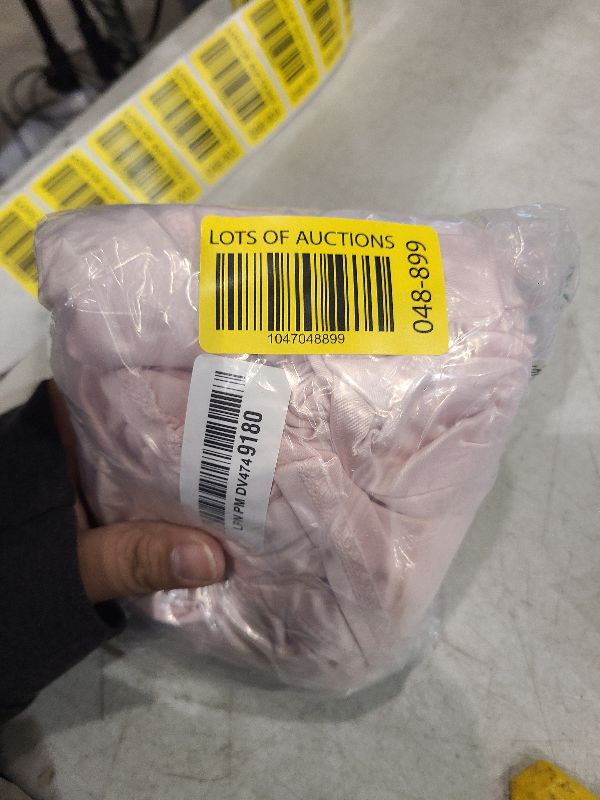 LOTS OF AUCTIONS
1047048899
048-899
LPN PM DV4749180